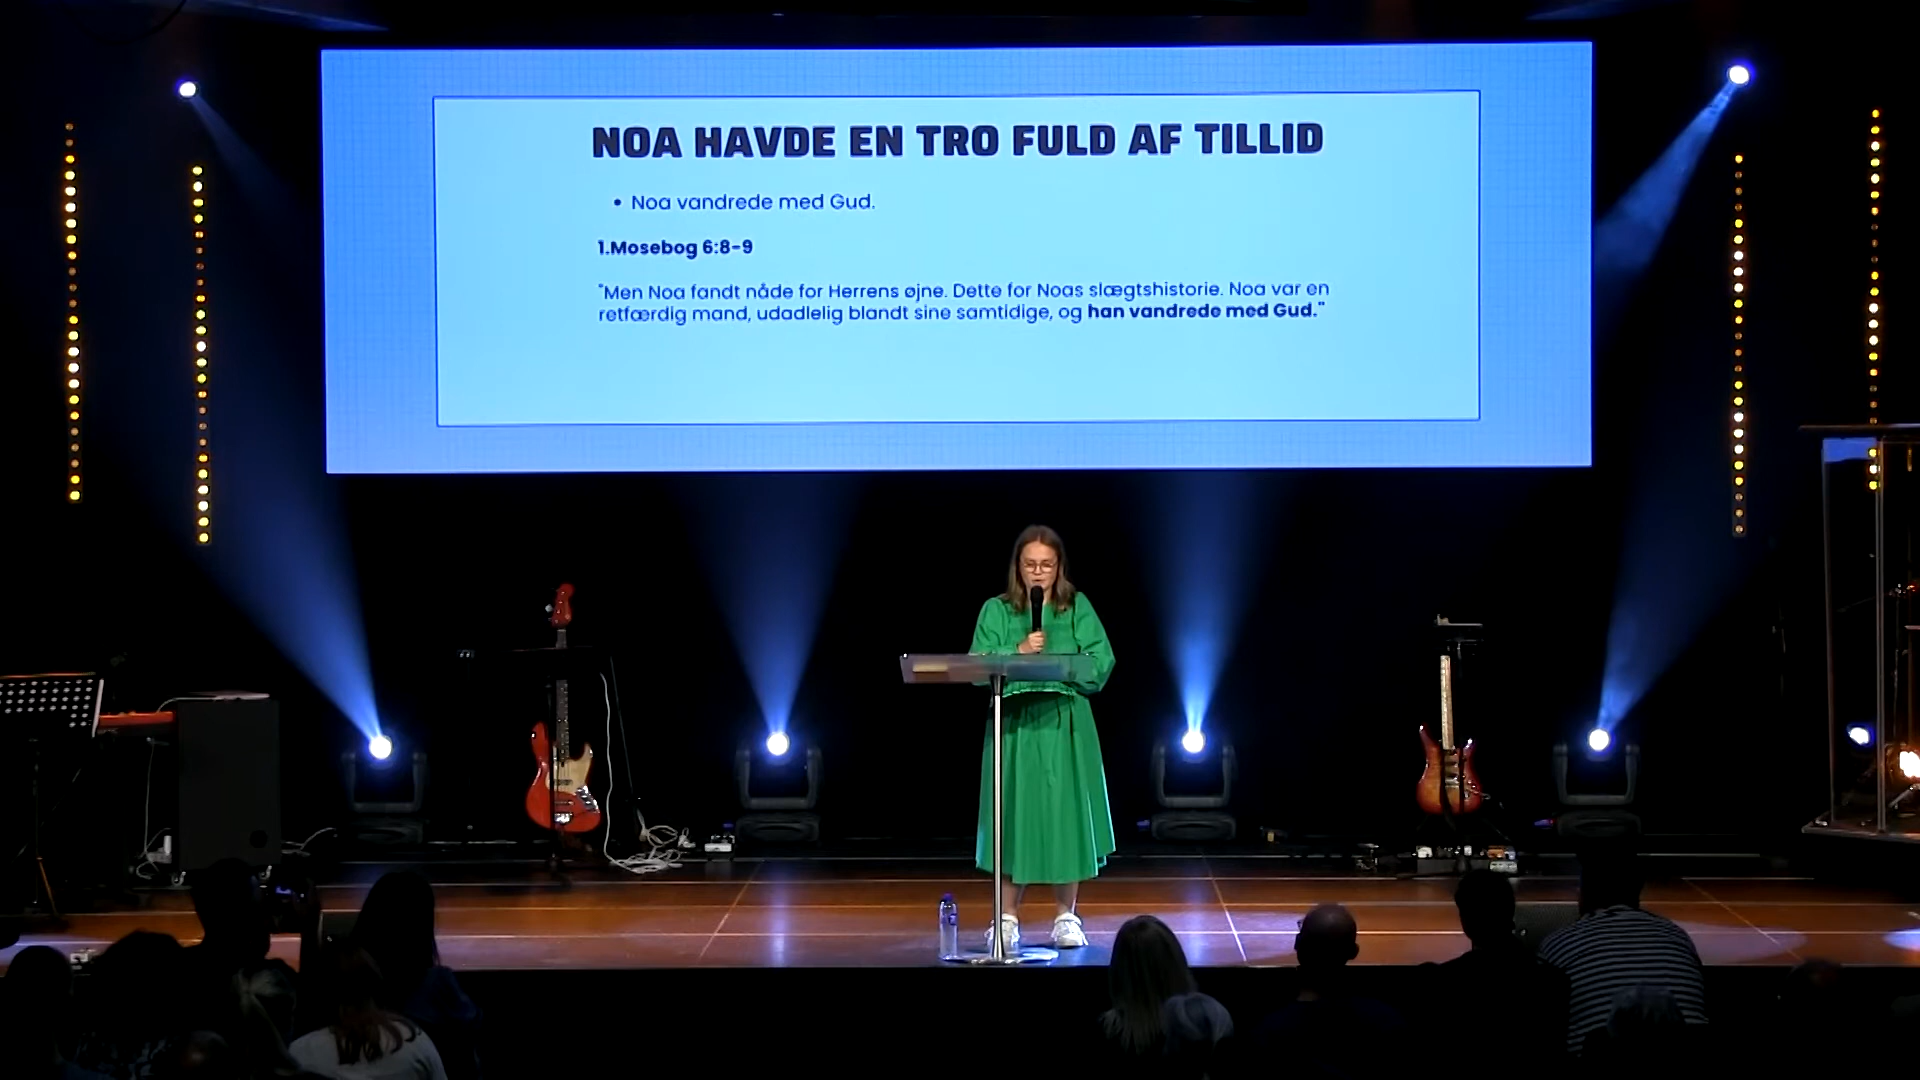 NOA HAVDE EN TRO FULD AF TILLID
• Noa vandrede med Gud.
1.Mosebog 6:8-9
"Men Noa fandt nåde for Herrens øjne. Dette for Noas slægtshistorie. Noa var en
retfærdig mand, udadlelig blandt sine samtidige, og han vandrede med Gud."